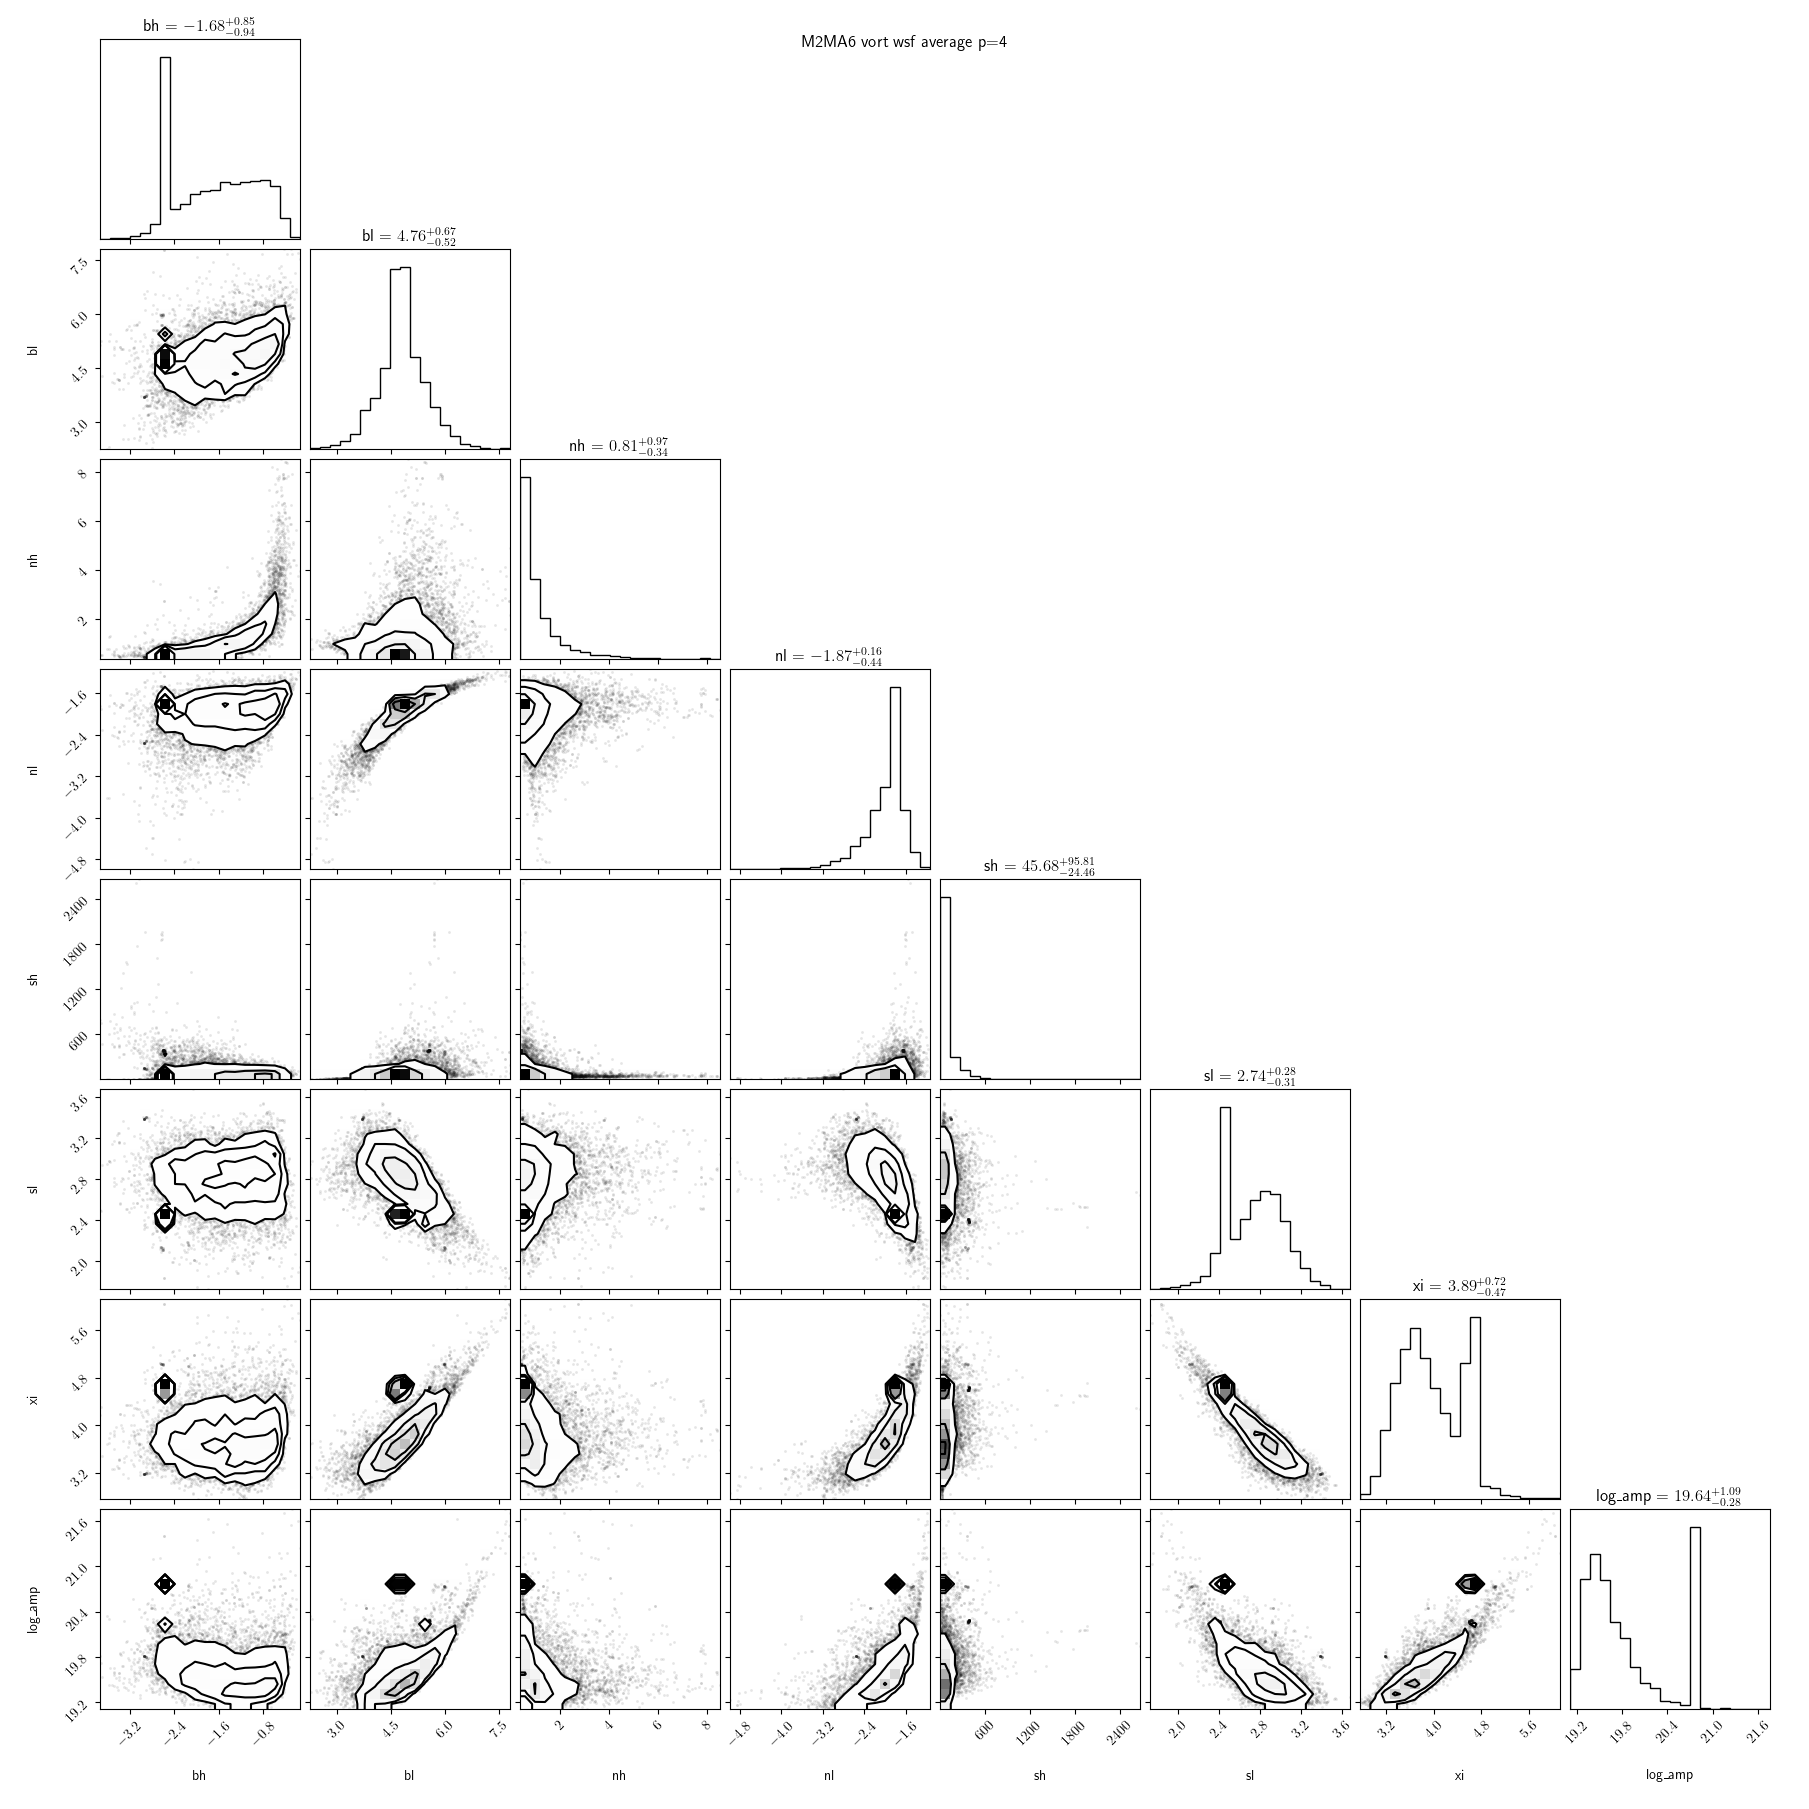 M2MA6 vort wsf average p=4
bh = −1.68+0.85−0.94
bl = 4.76+0.67−0.52
7.5
6.0
4.5
3.0
bl
nh = 0.81+0.97−0.34
8
6
4
2
nh
nl = −1.87+0.16−0.44
−1.6
−2.4
−3.2
−4.0
−4.8
nl
sh = 45.68+95.81−24.46
2400
1800
1200
600
sh
sl = 2.74+0.28−0.31
3.6
3.2
2.8
2.4
2.0
sl
xi = 3.89+0.72−0.47
5.6
4.8
4.0
3.2
xi
log_amp = 19.64+1.09−0.28
21.6
21.0
20.4
19.8
19.2
log_amp
−3.2 −2.4 −1.6 −0.8 3.0 4.5 6.0 7.5 2 4 6 8 −4.8 −4.0 −3.2 −2.4 −1.6 600 1200 1800 2400 2.0 2.4 2.8 3.2 3.6 3.2 4.0 4.8 5.6 19.2 19.8 20.4 21.0 21.6
bh bl nh nl sh sl xi log_amp